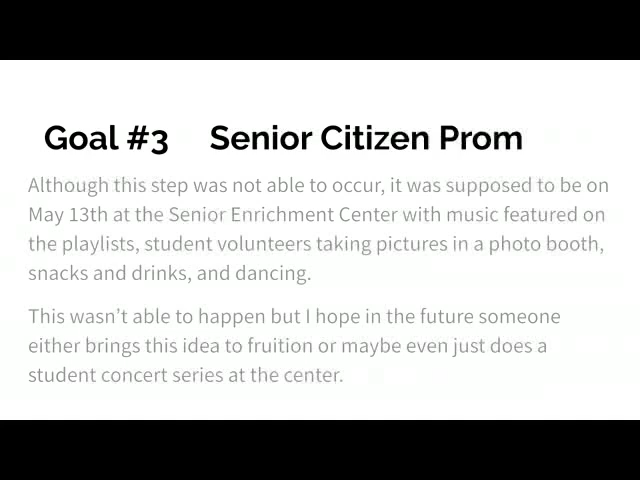 Goal #3 Senior Citizen Prom
Although this step was not able to occur, it was supposed to be on
May 13th at the Senior Enrichment Center with music featured on
the playlists, student volunteers taking pictures in a photo booth,
snacks and drinks, and dancing.
This wasn’t able to happen but I hope in the future someone
either brings this idea to fruition or maybe even just does a
student concert series at the center.